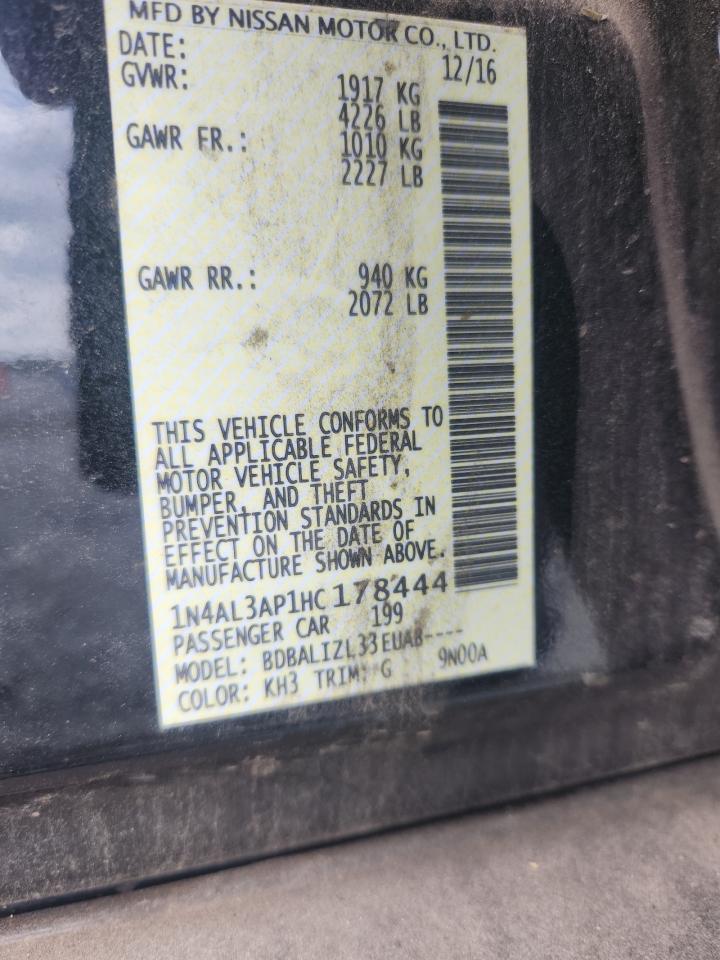 MFD BY NISSAN MOTOR CO., LTD.
DATE: 12/16
GVWR: 1917 KG
4226 LB
GAWR FR.: 1010 KG
2227 LB
GAWR RR.: 940 KG
2072 LB
THIS VEHICLE CONFORMS TO
ALL APPLICABLE FEDERAL
MOTOR VEHICLE SAFETY,
BUMPER, AND THEFT
PREVENTION STANDARDS IN
EFFECT ON THE DATE OF
MANUFACTURE SHOWN ABOVE.
1N4AL3AP1HC178444
PASSENGER CAR 199
MODEL: BDBALIZL33EUAB----
COLOR: KH3 TRIM: G 9N00A